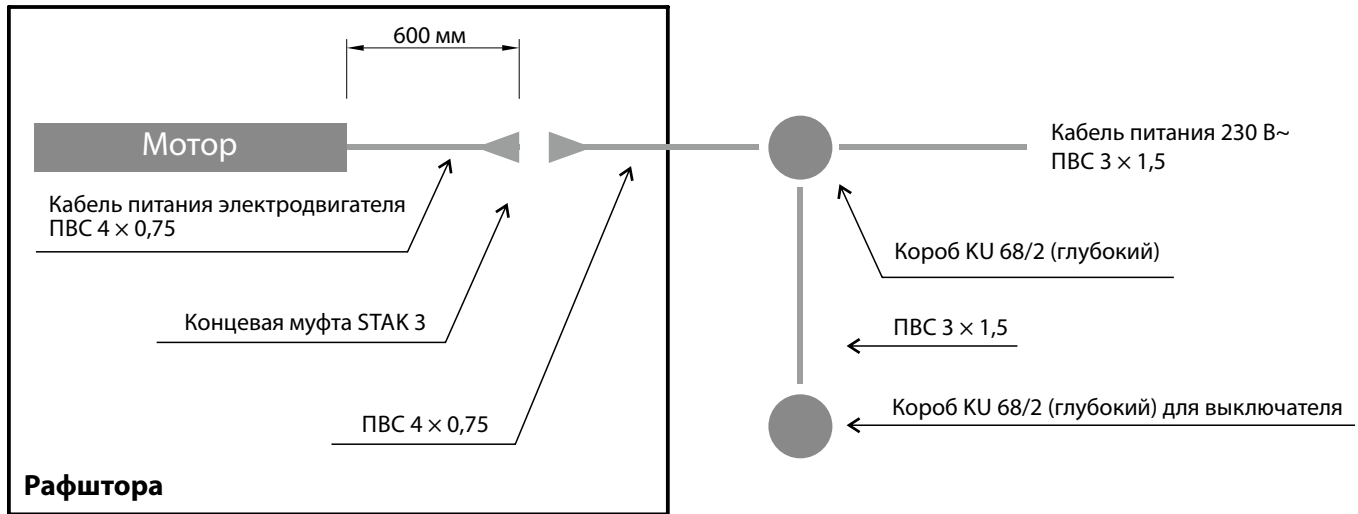 600 мм
Мотор
Кабель питания 230 В~
ПВС 3 × 1,5
Кабель питания электродвигателя
ПВС 4 × 0,75
Короб KU 68/2 (глубокий)
Концевая муфта STAK 3
ПВС 3 × 1,5
ПВС 4 × 0,75
Короб KU 68/2 (глубокий) для выключателя
Рафштора